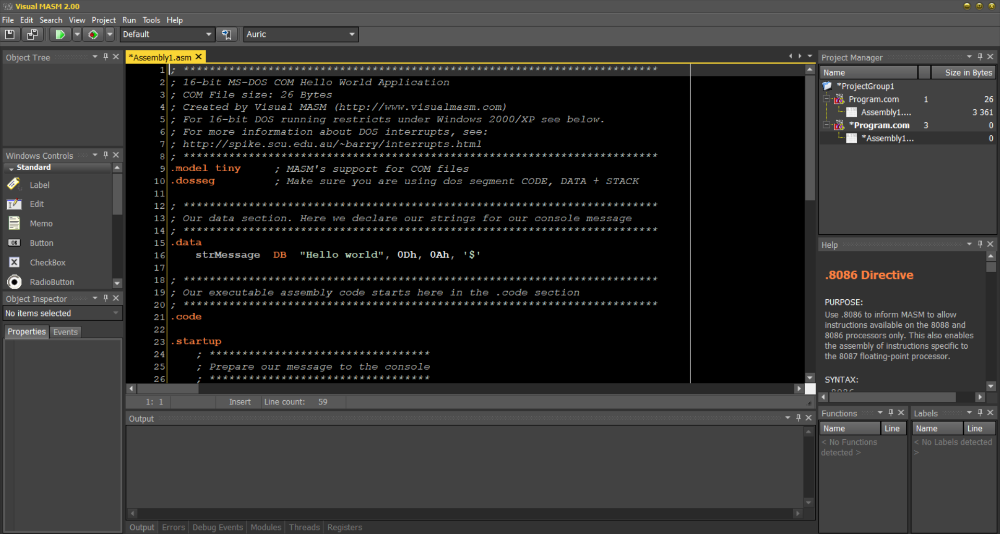 Visual MASM 2.00
File Edit Search View Project Run Tools Help
Default
Auric
Object Tree
Windows Controls
Standard
Label
Edit
Memo
Button
CheckBox
RadioButton
Object Inspector
No items selected
Properties Events
*Assembly1.asm
1 ; *************************************************************************
2 ; 16-bit MS-DOS COM Hello World Application
3 ; COM File size: 26 Bytes
4 ; Created by Visual MASM (http://www.visualmasm.com)
5 ; For 16-bit DOS running restricts under Windows 2000/XP see below.
6 ; For more information about DOS interrupts, see:
7 ; http://spike.scu.edu.au/~barry/interrupts.html
8 ; *************************************************************************
9 .model tiny ; MASM's support for COM files
10 .dosseg ; Make sure you are using dos segment CODE, DATA + STACK
11
12 ; *************************************************************************
13 ; Our data section. Here we declare our strings for our console message
14 ; *************************************************************************
15 .data
16 strMessage DB "Hello world", 0Dh, 0Ah, '$'
17
18 ; *************************************************************************
19 ; Our executable assembly code starts here in the .code section
20 ; *************************************************************************
21 .code
22
23 .startup
24 ; **********************************
25 ; Prepare our message to the console
26 ; **********************************
1: 1 Insert Line count: 59
Output
Output Errors Debug Events Modules Threads Registers
Project Manager
Name Size in Bytes
*ProjectGroup1
Program.com 1 26
Assembly1.... 3 361
*Program.com 3 0
*Assembly1... 0
Help
.8086 Directive
PURPOSE:
Use .8086 to inform MASM to allow
instructions available on the 8088 and
8086 processors only. This also enables
the assembly of instructions specific to
the 8087 floating-point processor.
SYNTAX:
.8086
Functions
Name Line
< No Functions
detected >
Labels
Name Line
< No Labels detected
>